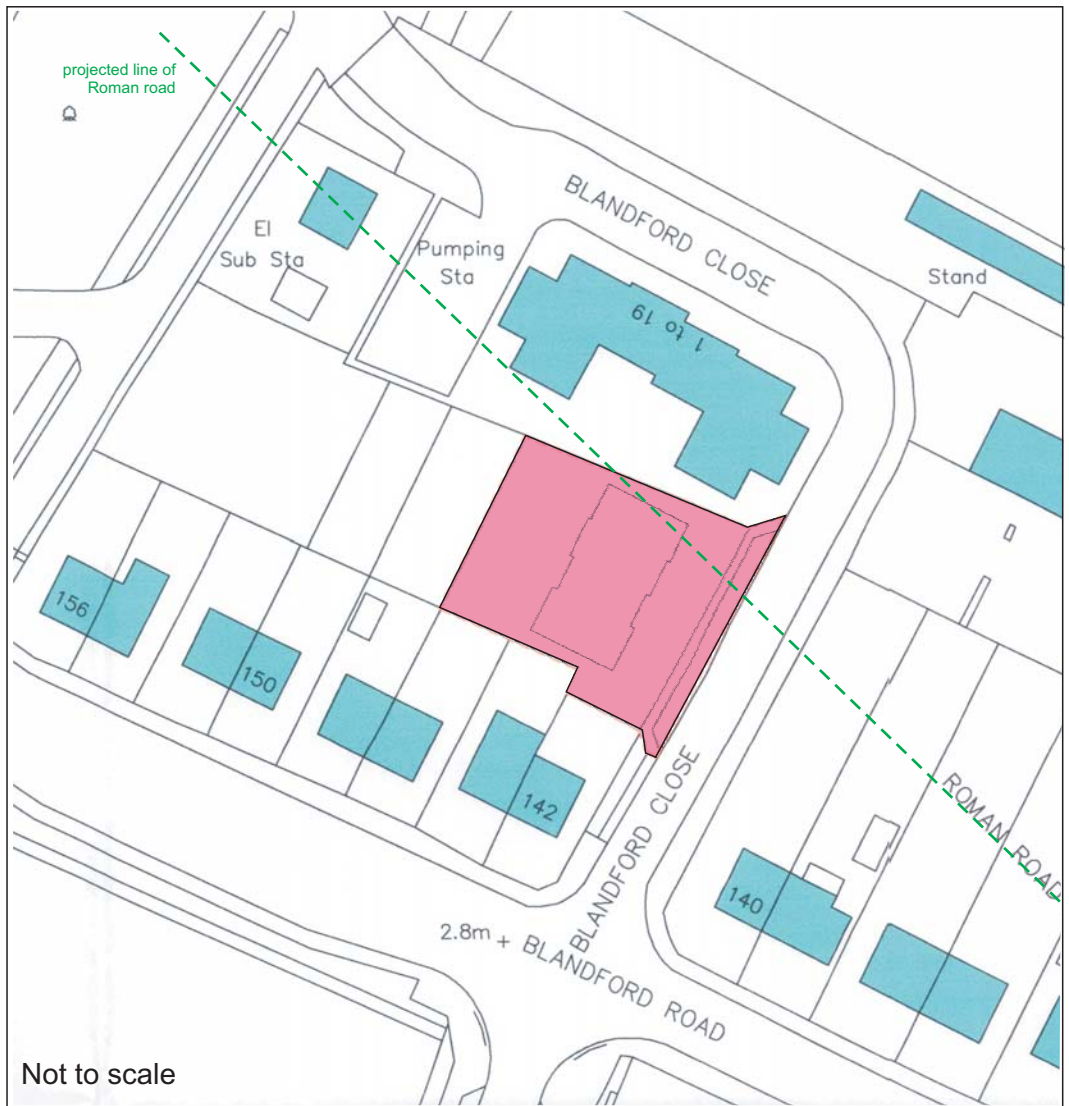 projected line of
Roman road
BLANDFORD CLOSE
El
Sub Sta
Pumping
Sta
Stand
1 to 19
156
150
142
140
ROMAN ROAD
BLANDFORD CLOSE
2.8m + BLANDFORD ROAD
Not to scale